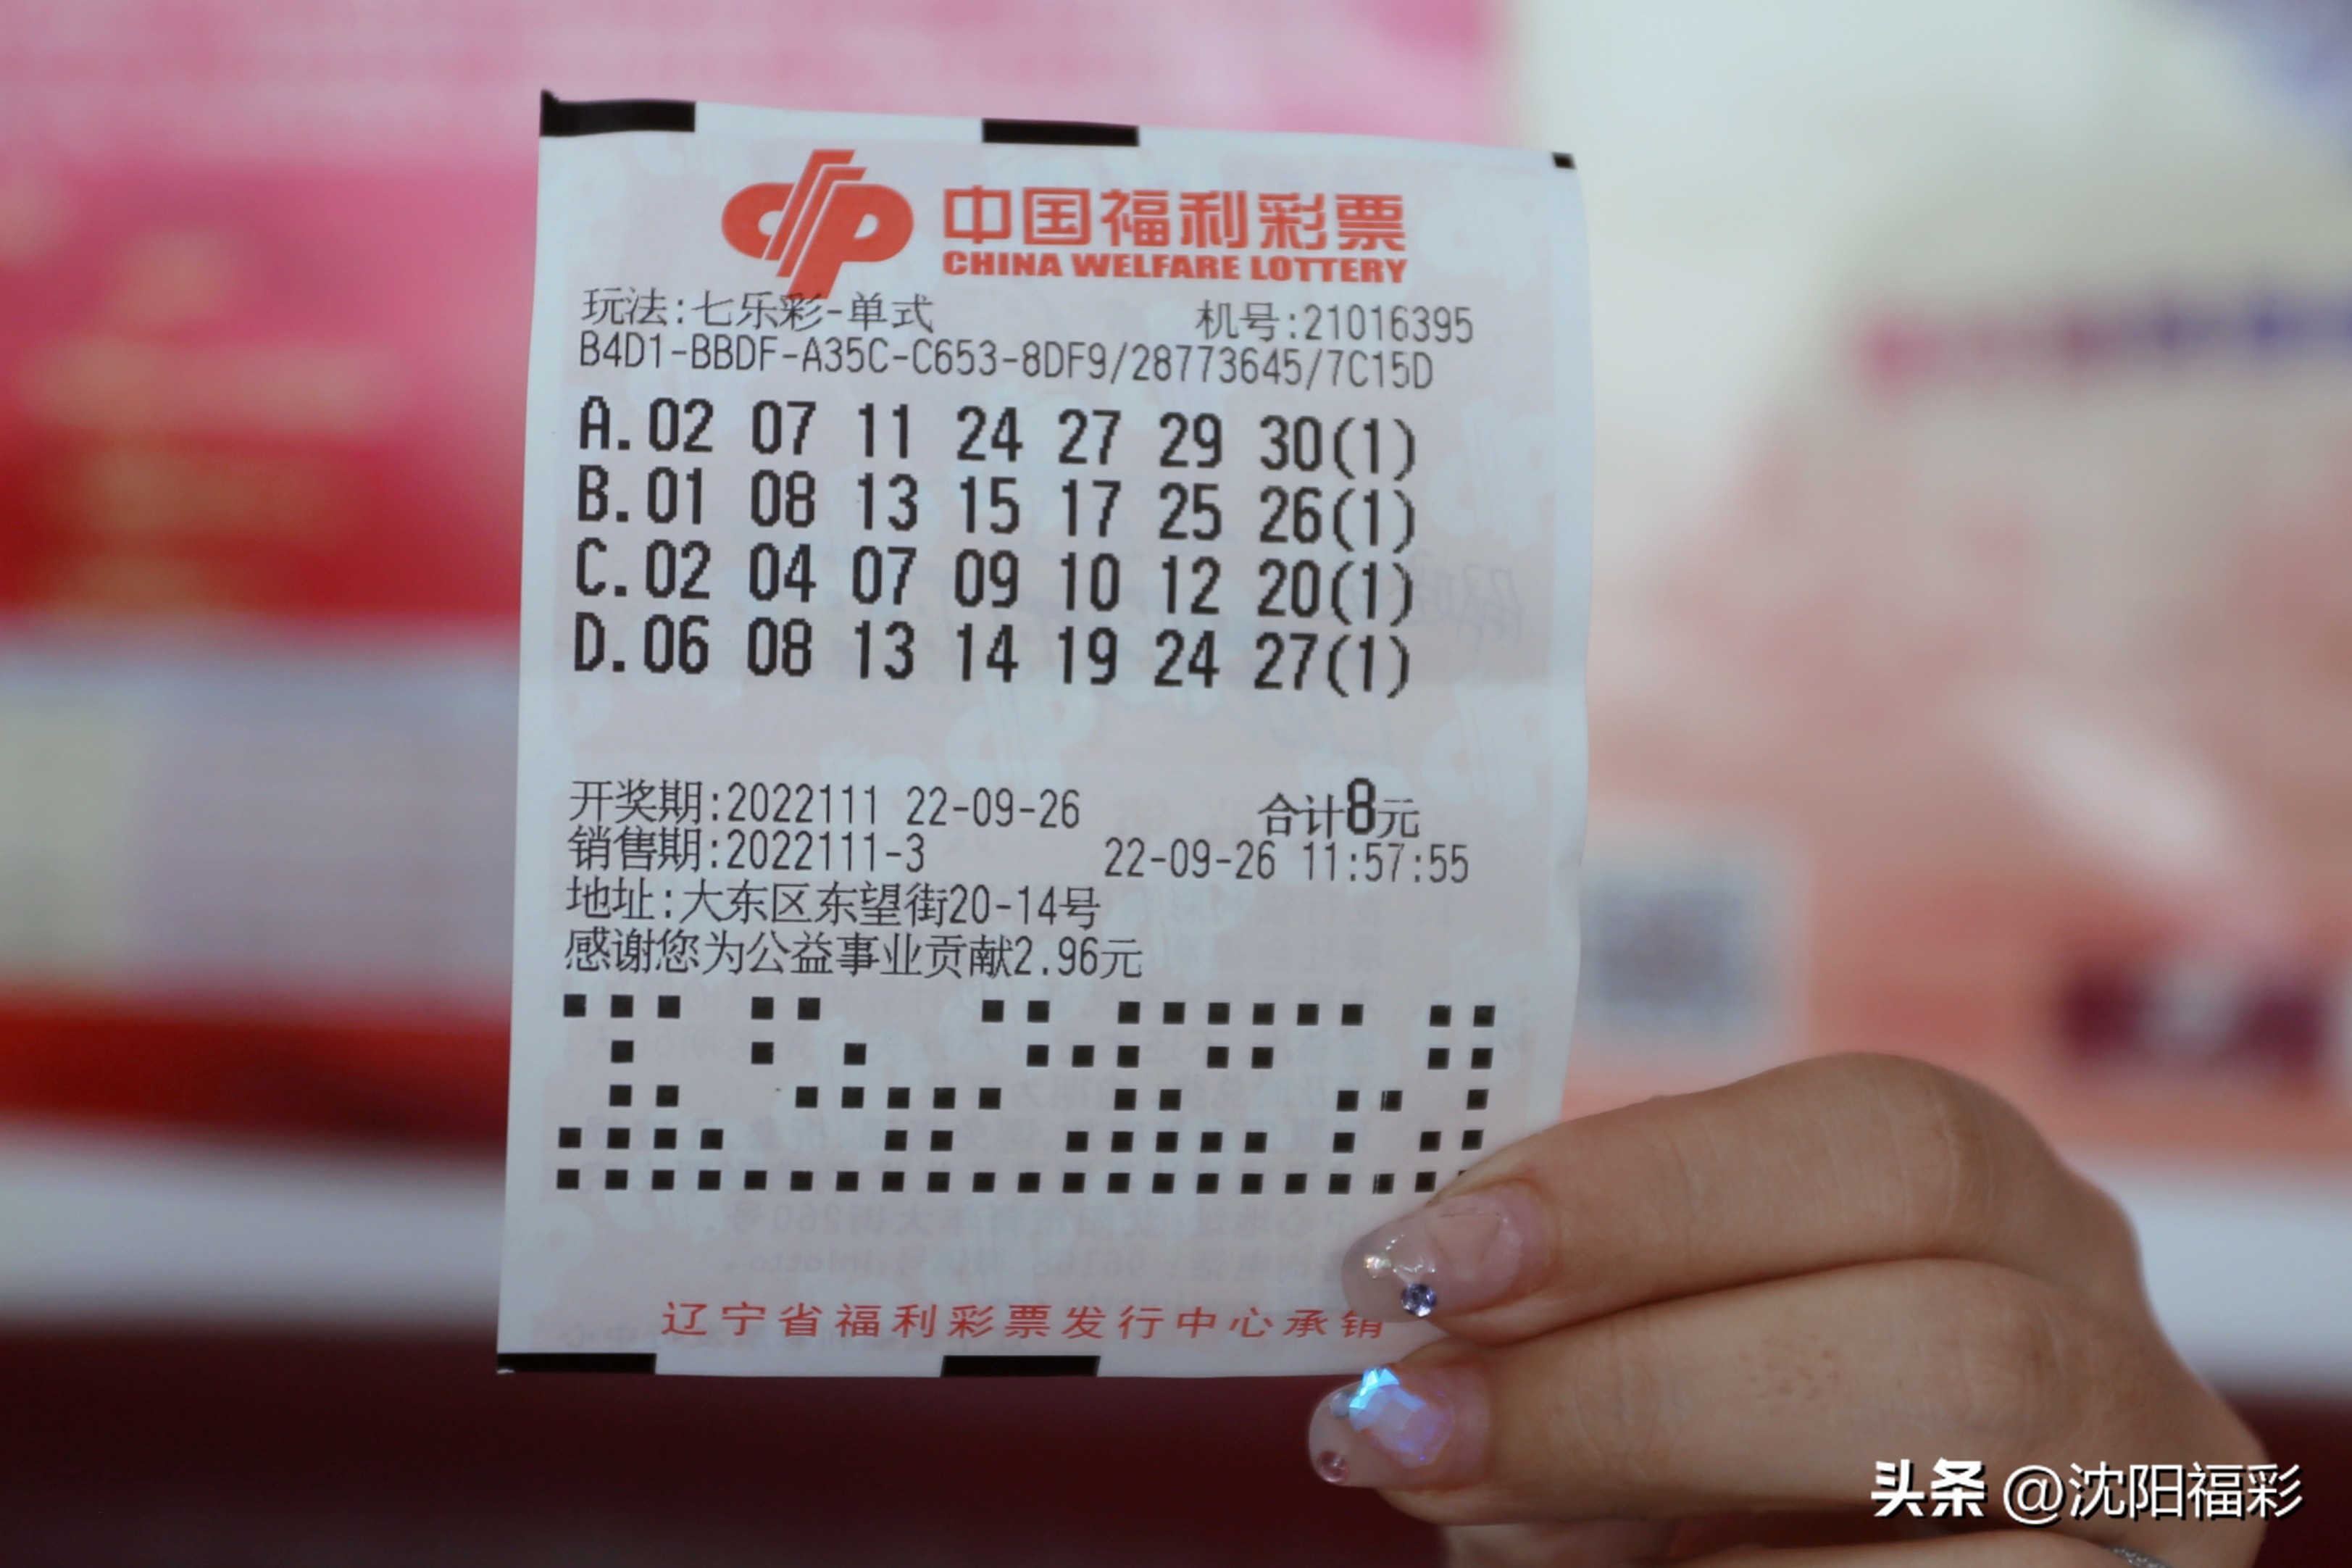 中国福利彩票
CHINA WELFARE LOTTERY
玩法:七乐彩-单式 机号:21016395
B4D1-BBDF-A35C-C653-8DF9/28773645/7C15D
A.02 07 11 24 27 29 30(1)
B.01 08 13 15 17 25 26(1)
C.02 04 07 09 10 12 20(1)
D.06 08 13 14 19 24 27(1)
开奖期:2022111 22-09-26 合计8元
销售期:2022111-3 22-09-26 11:57:55
地址:大东区东望街20-14号
感谢您为公益事业贡献2.96元
辽宁省福利彩票发行中心承销
头条 @沈阳福彩